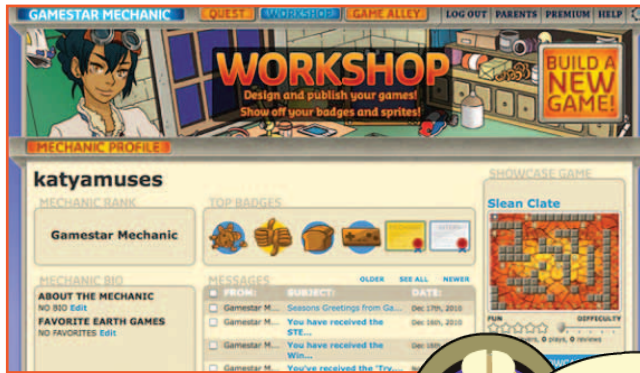 GAMESTAR MECHANIC
QUEST
WORKSHOP
GAME ALLEY
LOG OUT PARENTS PREMIUM HELP
WORKSHOP
Design and publish your games!
Show off your badges and sprites!
BUILD A
NEW
GAME!
MECHANIC PROFILE
katyamuses
MECHANIC RANK
Gamestar Mechanic
TOP BADGES
SHOWCASE GAME
Slean Clate
FUN DIFFICULTY
0 plays, 0 reviews
MECHANIC BIO
ABOUT THE MECHANIC
NO BIO Edit
FAVORITE EARTH GAMES
NO FAVORITES Edit
MESSAGES OLDER SEE ALL NEWER
FROM: SUBJECT: DATE:
Gamestar M... Seasons Greetings from Ga... Dec 17th, 2010
Gamestar M... You have received the Dec 16th, 2010
STE...
Gamestar M... You have received the Dec 16th,
Win...
Gamestar M... You've received the 'Try...